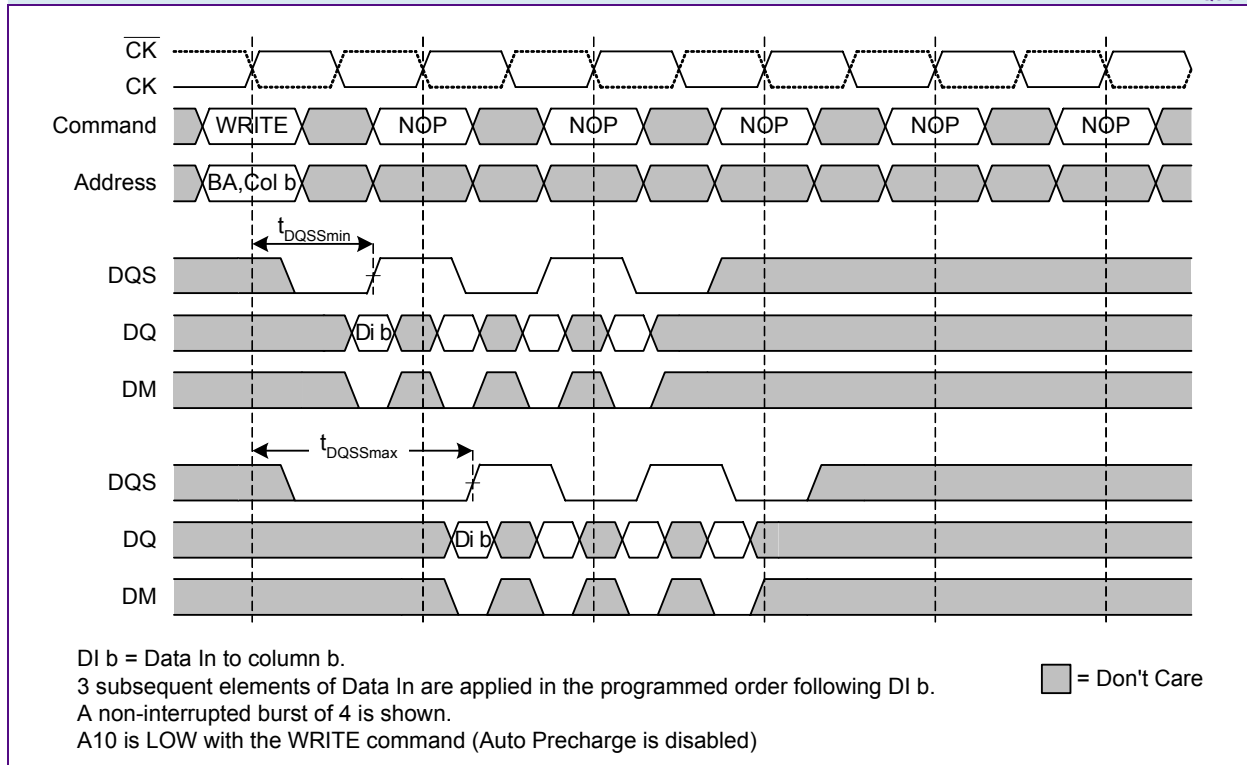 CK
CK
Command WRITE NOP NOP NOP NOP NOP
Address BA,Col b
tDQSSmin
DQS
DQ Di b
DM
tDQSSmax
DQS
DQ Di b
DM
DI b = Data In to column b.
3 subsequent elements of Data In are applied in the programmed order following DI b.
A non-interrupted burst of 4 is shown.
A10 is LOW with the WRITE command (Auto Precharge is disabled)
= Don't Care